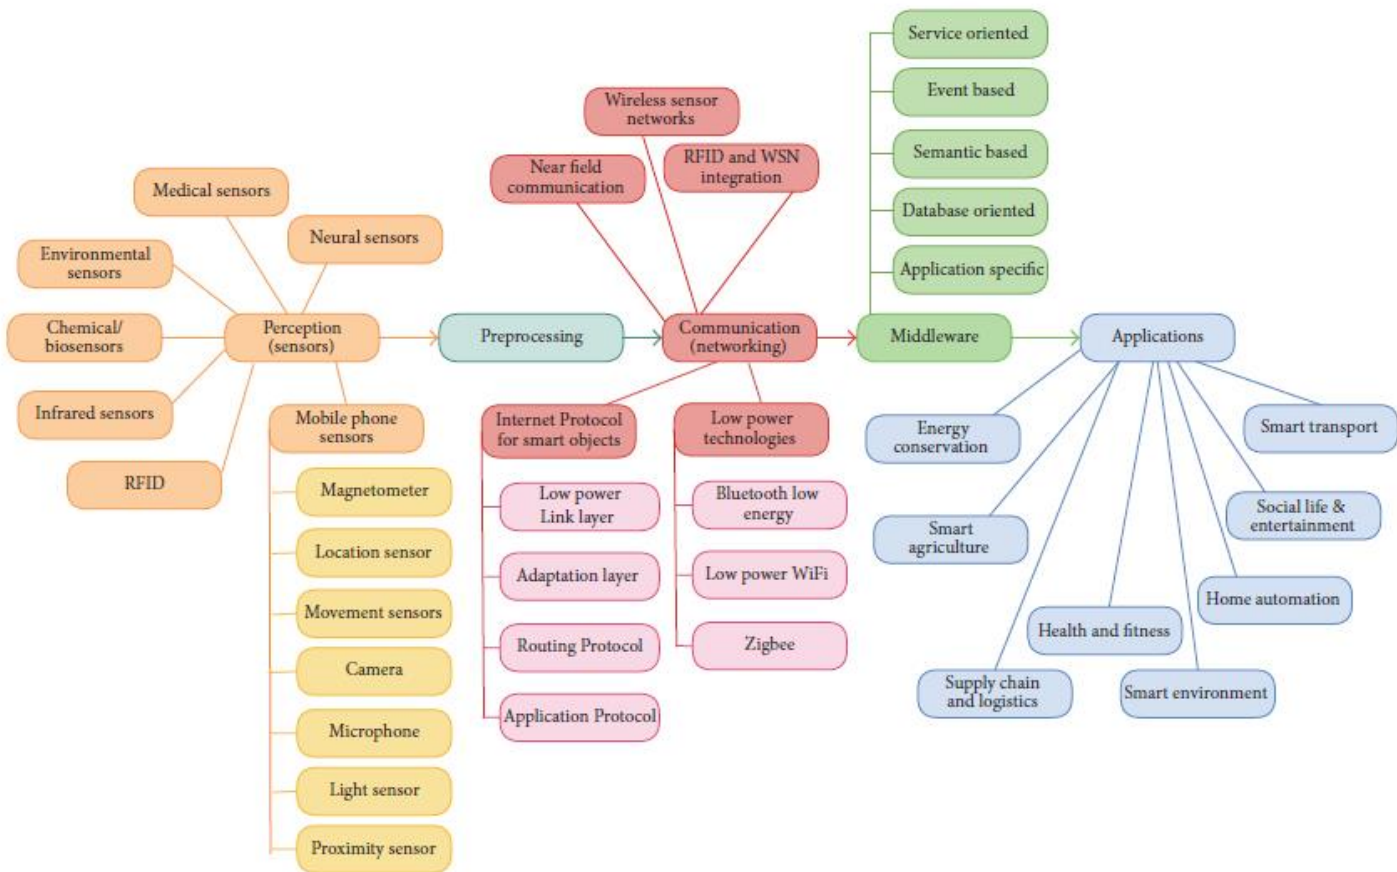 Service oriented
Event based
Semantic based
Database oriented
Application specific
Wireless sensor
networks
Near field
communication
RFID and WSN
integration
Medical sensors
Neural sensors
Environmental
sensors
Chemical/
biosensors
Infrared sensors
RFID
Perception
(sensors)
Preprocessing
Communication
(networking)
Middleware
Applications
Mobile phone
sensors
Magnetometer
Location sensor
Movement sensors
Camera
Microphone
Light sensor
Proximity sensor
Internet Protocol
for smart objects
Low power
Link layer
Adaptation layer
Routing Protocol
Application Protocol
Low power
technologies
Bluetooth low
energy
Low power WiFi
Zigbee
Energy
conservation
Smart
agriculture
Supply chain
and logistics
Health and fitness
Smart environment
Home automation
Social life &
entertainment
Smart transport